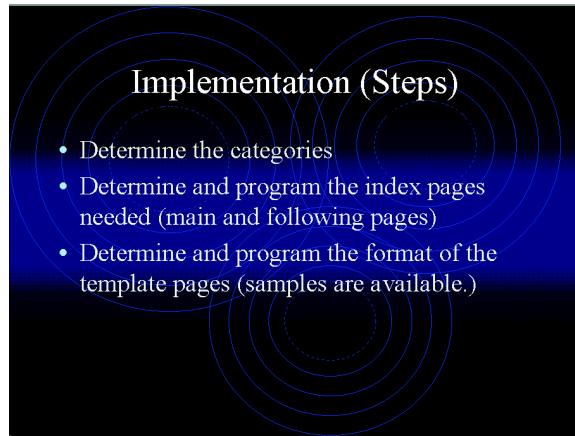 Implementation (Steps)
• Determine the categories
• Determine and program the index pages
needed (main and following pages)
• Determine and program the format of the
template pages (samples are available.)